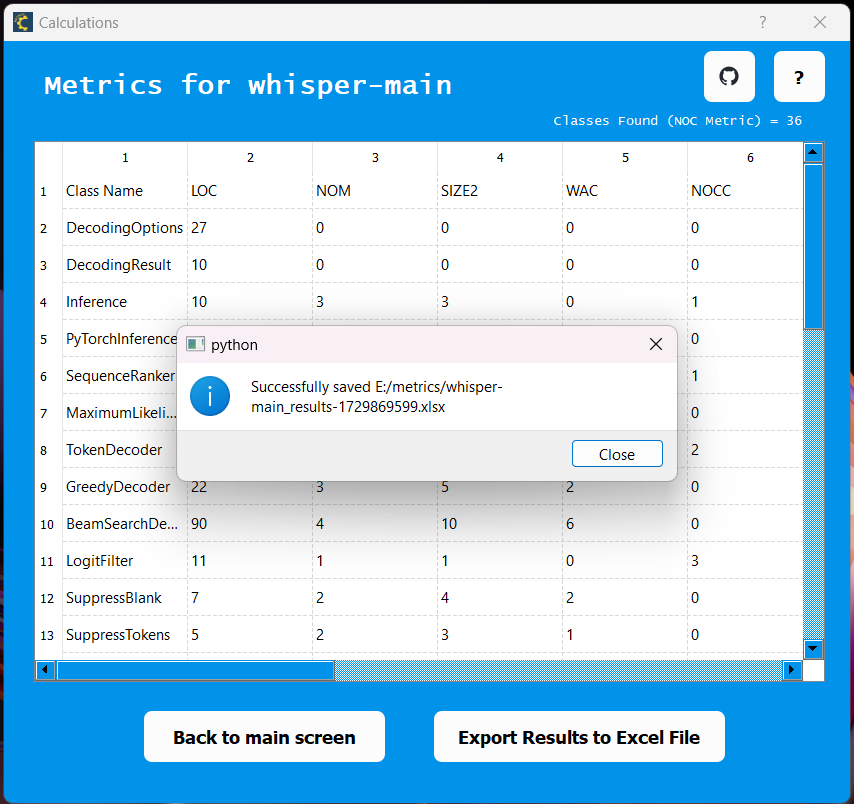 Calculations ?
Metrics for whisper-main
?
Classes Found (NOC Metric) = 36
1 2 3 4 5 6
1 Class Name LOC NOM SIZE2 WAC NOCC
2 DecodingOptions 27 0 0 0 0
3 DecodingResult 10 0 0 0 0
4 Inference 10 3 3 0 1
5 PyTorchInference 0
6 SequenceRanker 1
7 MaximumLikeli... 0
8 TokenDecoder 2
9 GreedyDecoder 22 3 5 2 0
10 BeamSearchDe... 90 4 10 6 0
11 LogitFilter 11 1 1 0 3
12 SuppressBlank 7 2 4 2 0
13 SuppressTokens 5 2 3 1 0
python
Successfully saved E:/metrics/whisper-
main_results-1729869599.xlsx
Close
Back to main screen
Export Results to Excel File